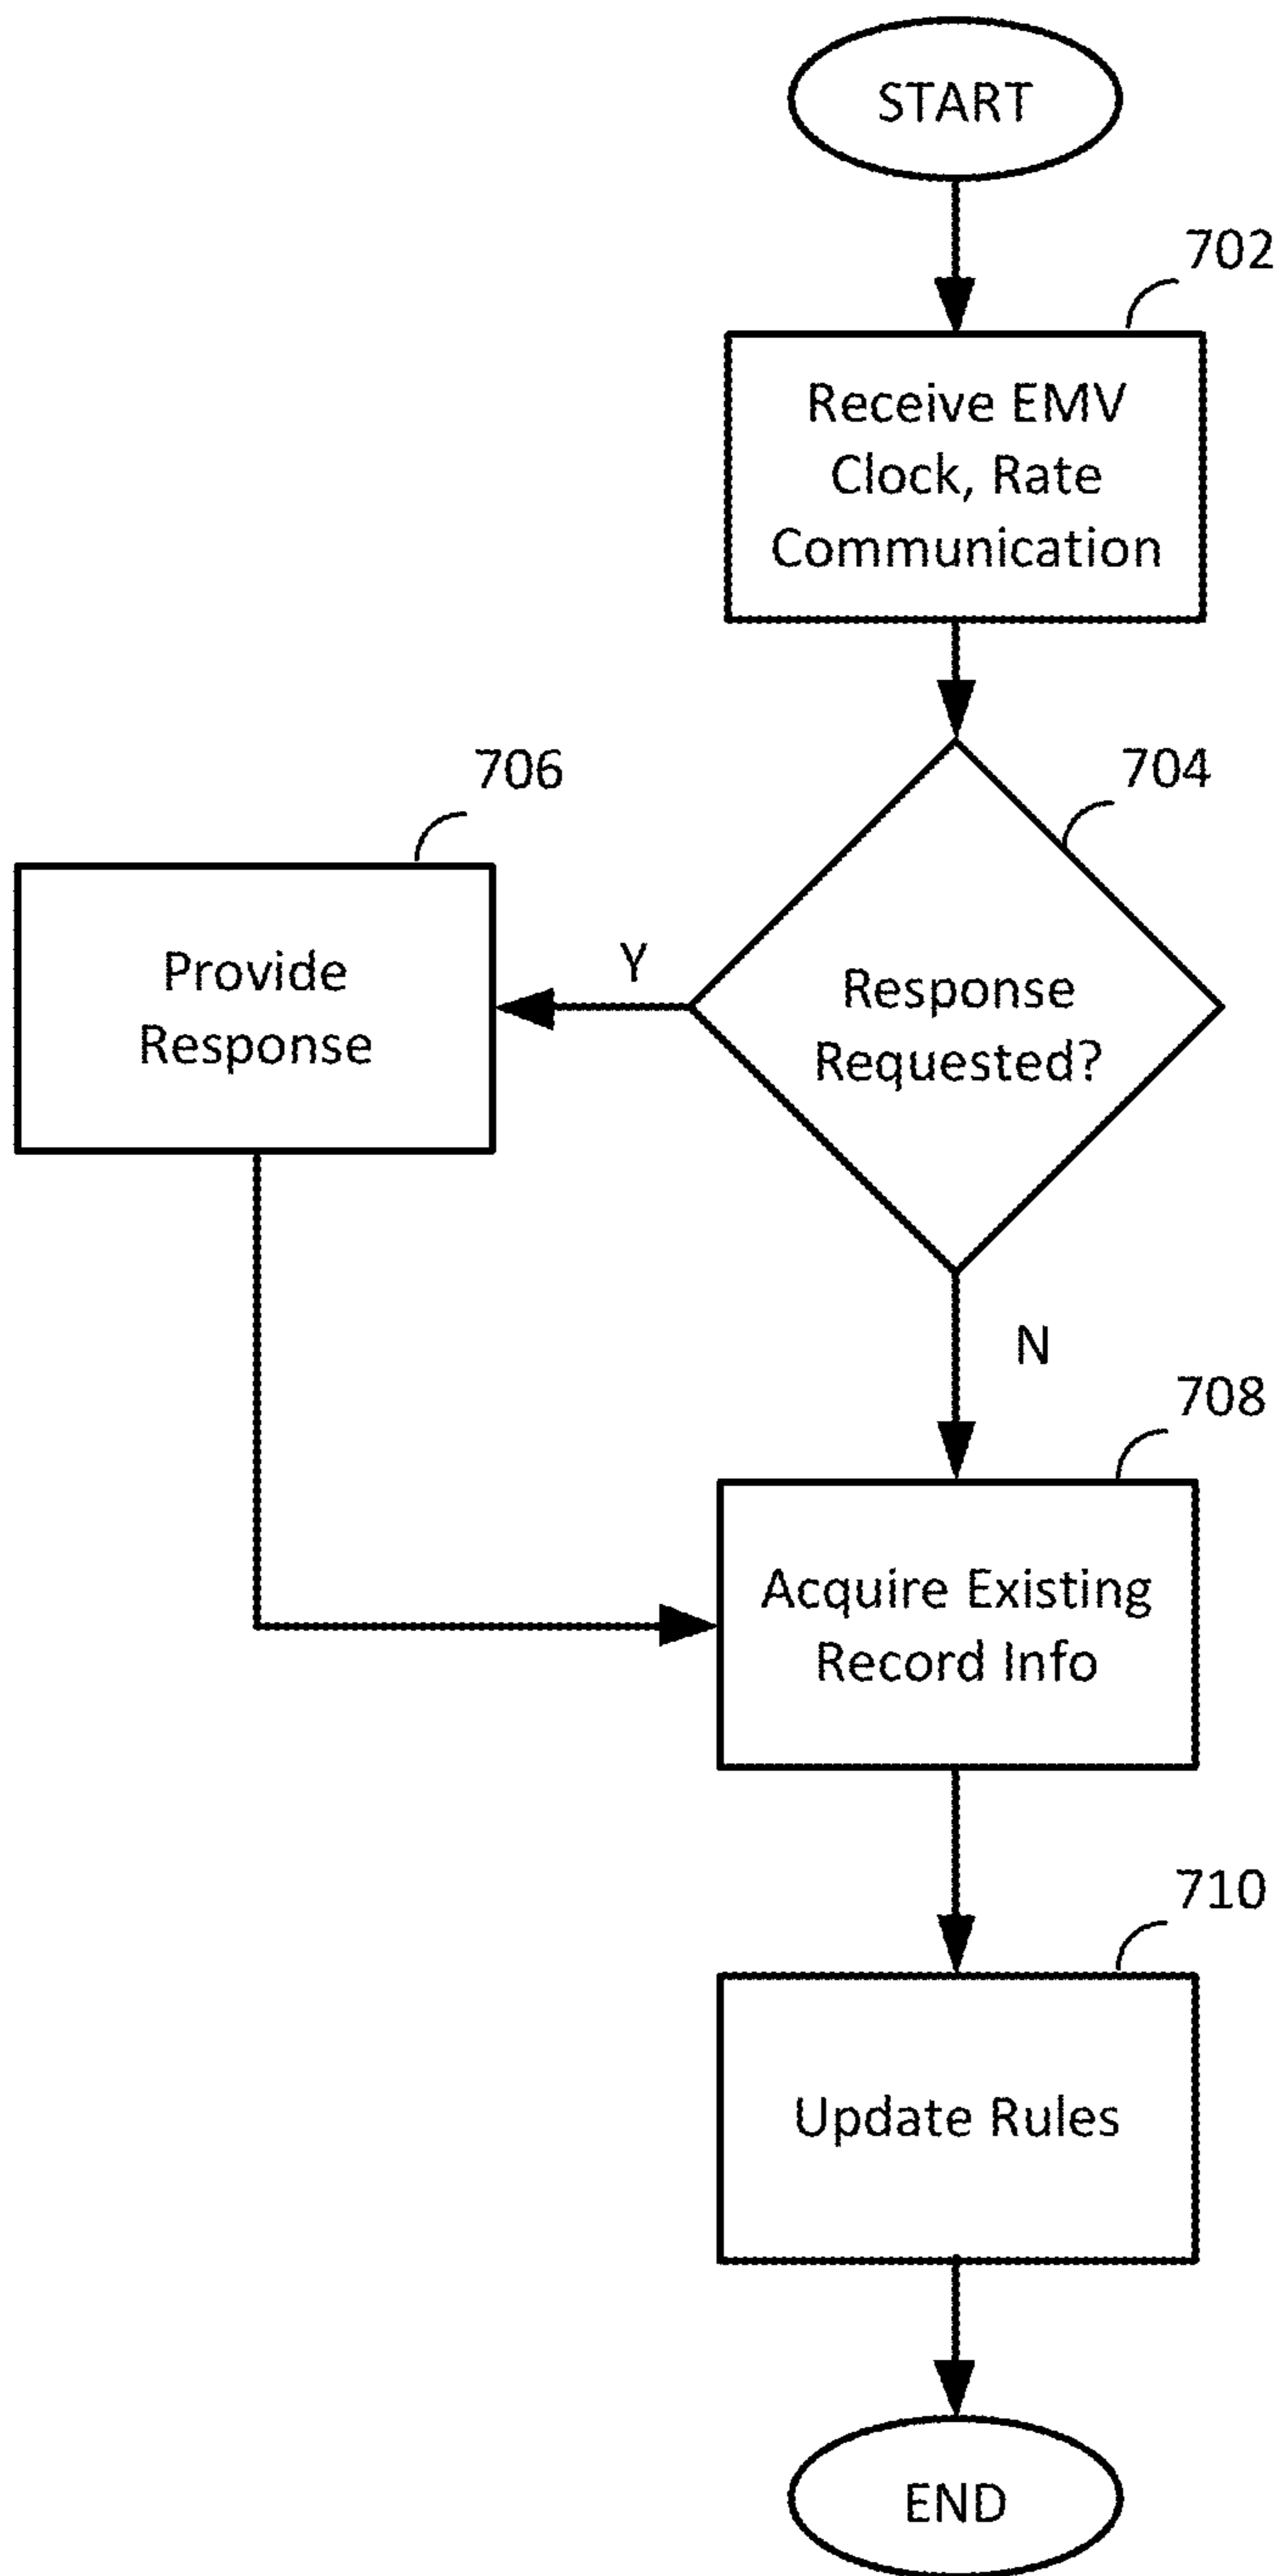 START
702
Receive EMV
Clock, Rate
Communication
704
Response
Requested?
Y
706
Provide
Response
N
708
Acquire Existing
Record Info
710
Update Rules
END